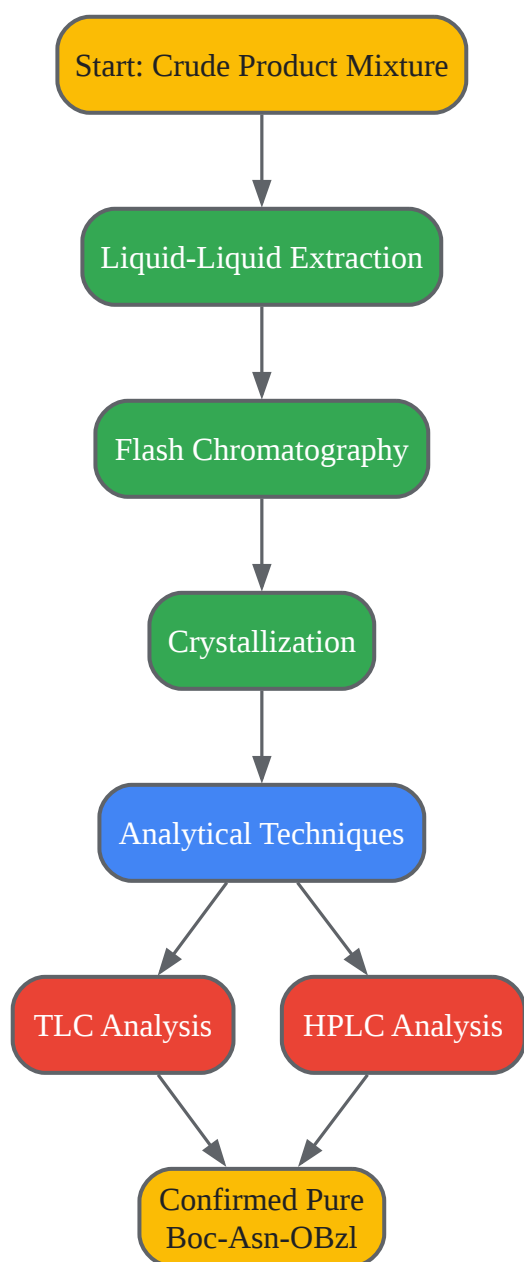 Start: Crude Product Mixture
Liquid-Liquid Extraction
Flash Chromatography
Crystallization
Analytical Techniques
TLC Analysis
HPLC Analysis
Confirmed Pure
Boc-Asn-OBzl